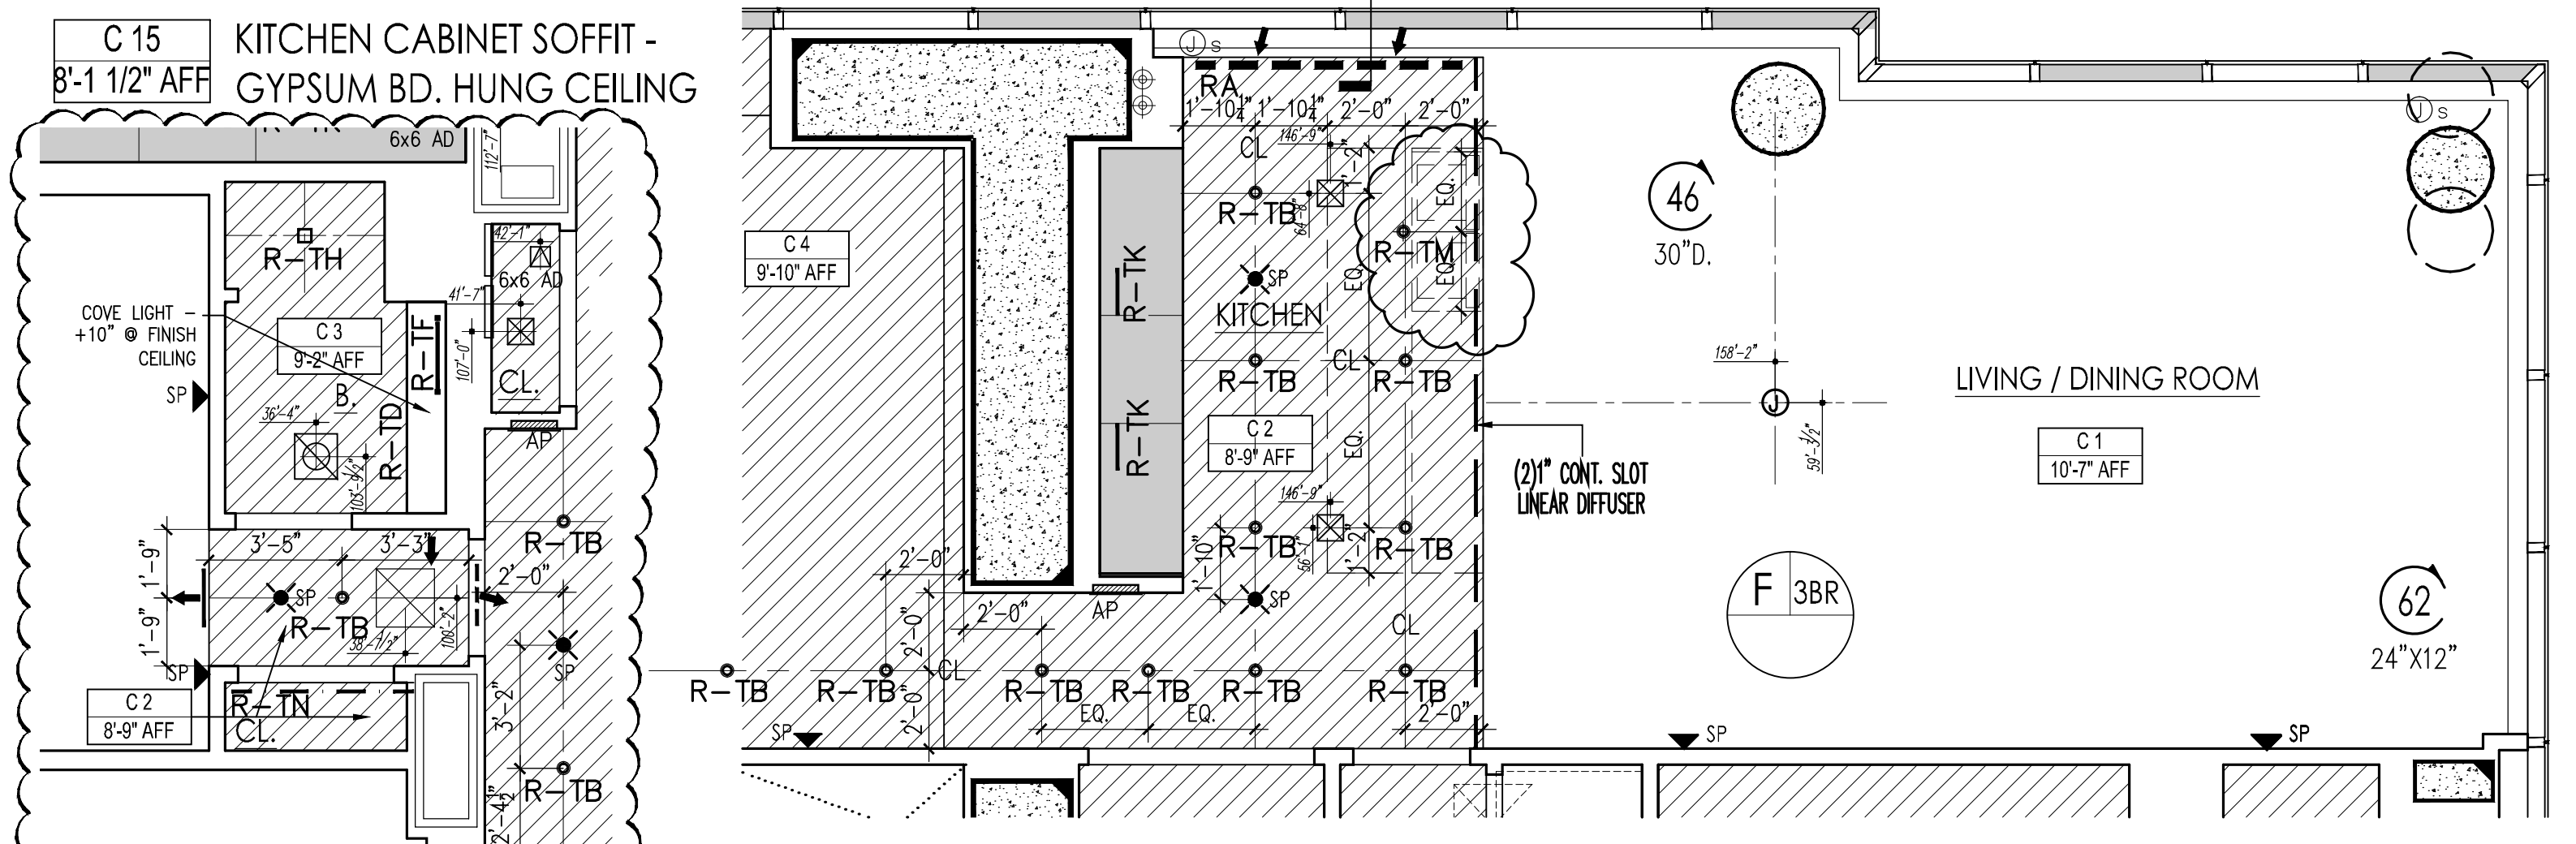 C 15
8'-1 1/2" AFF
KITCHEN CABINET SOFFIT -
GYPSUM BD. HUNG CEILING
6x6 AD
112'-7"
R-TH
42'-1"
6x6 AD
41'-7"
107'-0"
CL.
COVE LIGHT -
+10" @ FINISH
CEILING
C 3
9'-2" AFF
R-TF
SP
B.
36'-4"
R-TD
103'-9 1/2"
AP
R-TB
3'-5"
3'-3"
1'-9"
1'-9"
2'-0"
SP
R-TB
38'-1/2"
100'-2"
SP
SP
3'-2"
C 2
8'-9" AFF
R-TN
CL.
R-TB
2'-4 1/2"
J S
RA
1'-10 1/4"
1'-10 1/4"
2'-0"
2'-0"
CL
146'-9"
1'-2"
EQ.
R-TB
64'-8"
R-TM
EQ.
EQ.
SP
KITCHEN
C 4
9'-10" AFF
R-TK
R-TK
R-TB
CL
R-TB
C 2
8'-9" AFF
EQ.
146'-9"
R-TB
56'-1"
1'-2"
R-TB
1'-10"
SP
AP
2'-0"
2'-0"
2'-0"
2'-0"
CL
CL
R-TB
R-TB
R-TB
R-TB
R-TB
R-TB
EQ.
EQ.
2'-0"
SP
46
30"D.
J S
158'-2"
J
59'-3 1/2"
LIVING / DINING ROOM
C 1
10'-7" AFF
(2)1" CONT. SLOT
LINEAR DIFFUSER
F 3BR
62
24"X12"
SP
SP